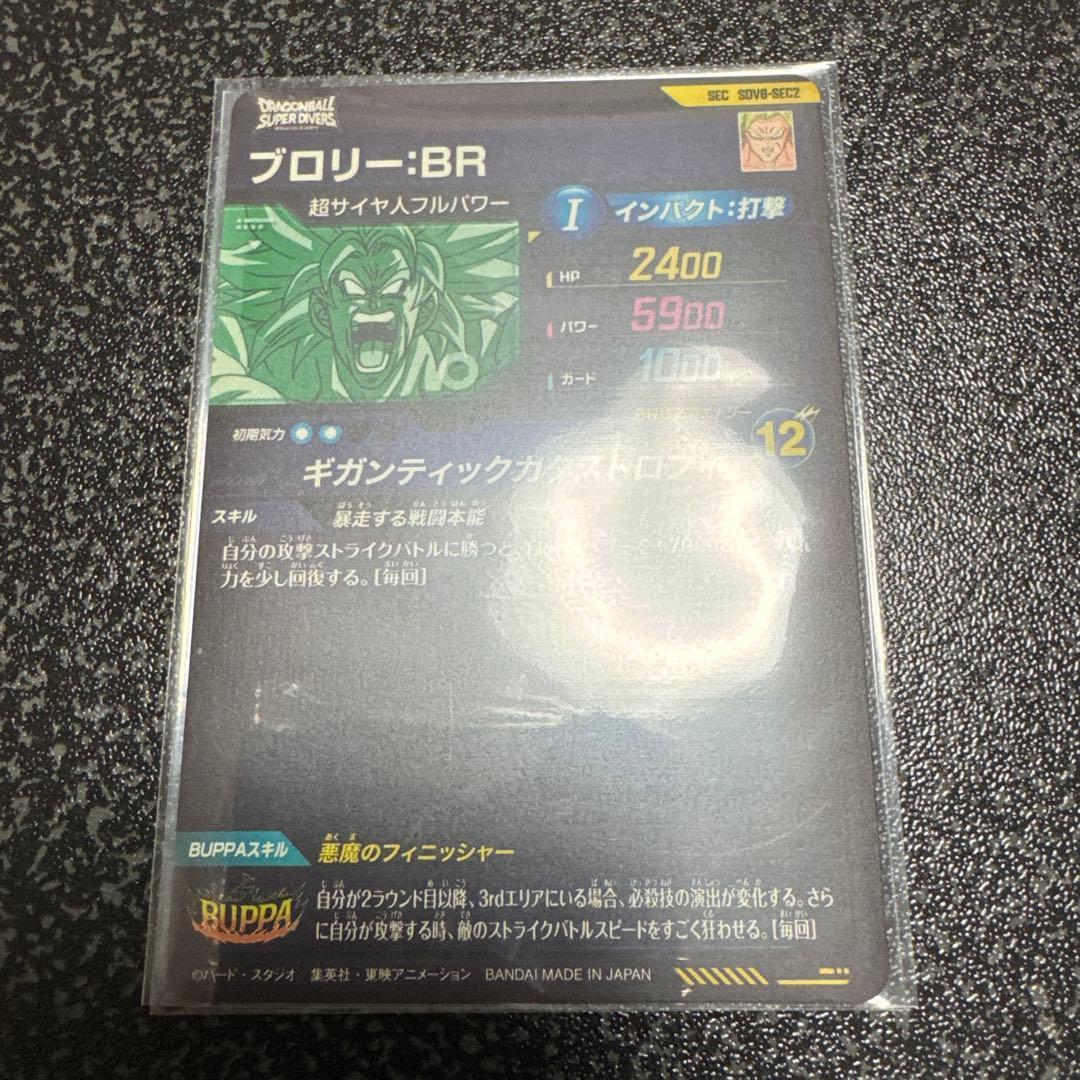 DRAGONBALL
SUPER DIVERS
SEC SDV8-SEC2
ブロリー:BR
超サイヤ人フルパワー
I インパクト:打撃
HP 2400
パワー 5900
ガード 1000
初期気力
12
ギガンティックカタストロフィ
スキル 暴走する戦闘本能
自分の攻撃ストライクバトルに勝つと、
力を少し回復する。[毎回]
BUPPAスキル 悪魔のフィニッシャー
BUPPA
自分が2ラウンド目以降、3rdエリアにいる場合、必殺技の演出が変化する。さら
に自分が攻撃する時、敵のストライクバトルスピードをすごく狂わせる。[毎回]
©バード・スタジオ 集英社・東映アニメーション BANDAI MADE IN JAPAN